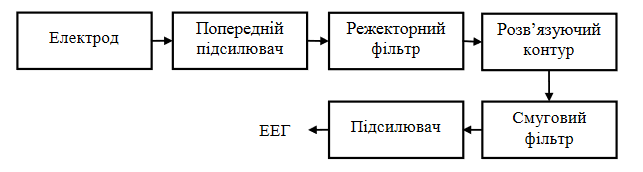 Електрод
Попередній
підсилювач
Режекторний
фільтр
Розв’язуючий
контур
Смуговий
фільтр
Підсилювач
ЕЕГ